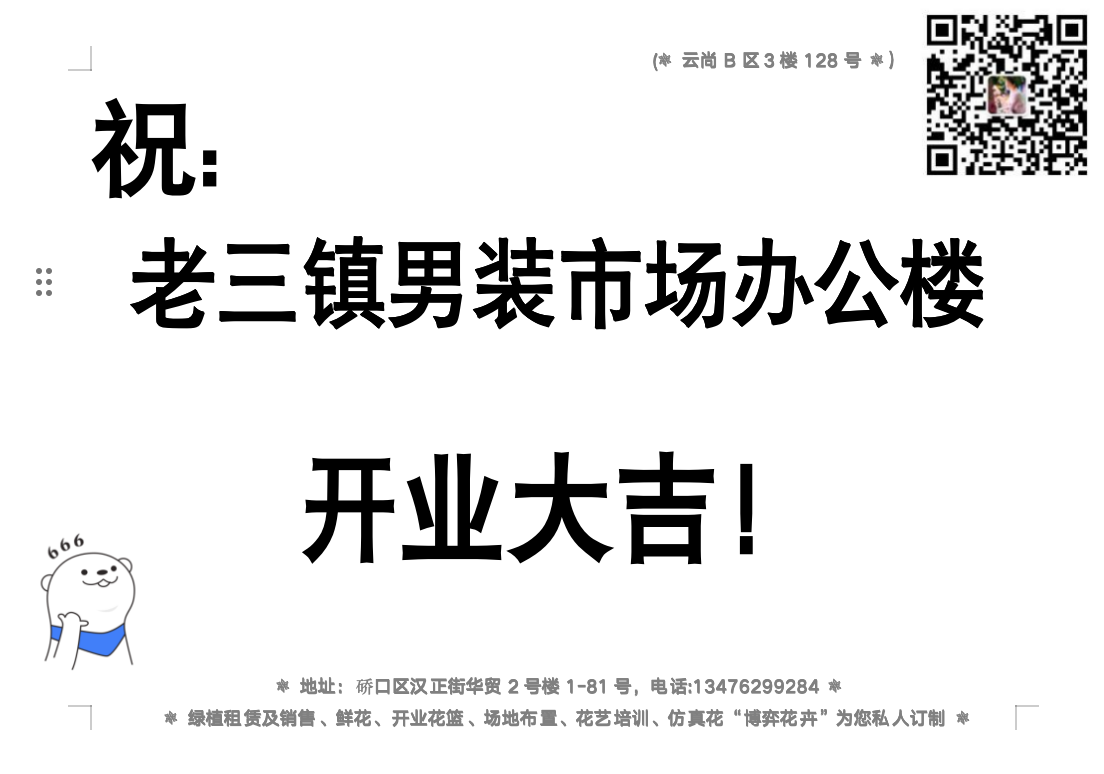 (* 云尚 B 区 3 楼 128 号 *)
祝:
老三镇男装市场办公楼
开业大吉!
666
* 地址：硚口区汉正街华贸 2 号楼 1-81 号，电话:13476299284 *
* 绿植租赁及销售、鲜花、开业花篮、场地布置、花艺培训、仿真花“博弈花卉”为您私人订制 *